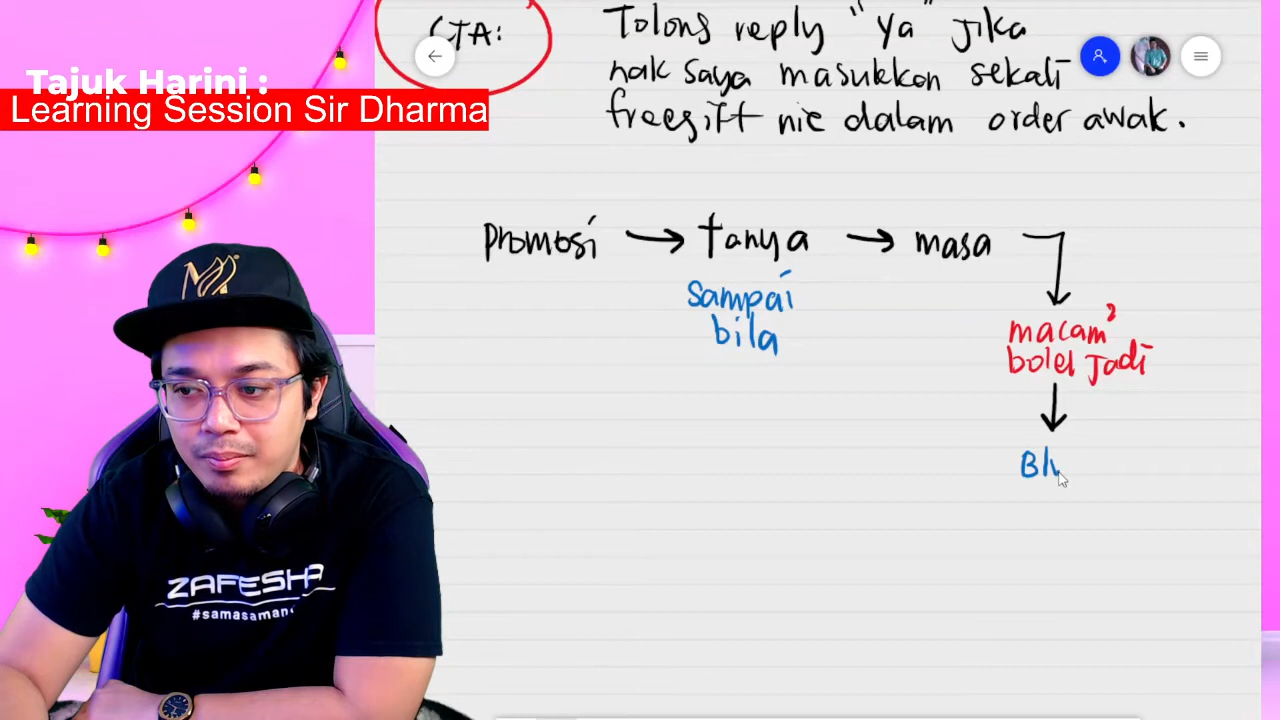 Tajuk Harini :
Learning Session Sir Dharma
CTA:
Tolong reply "ya" jika
nak saya masukkan sekali
freegift nie dalam order awak.
Promosi → tanya → masa
sampai
bila
macam²
boleh jadi
ZAFESHA
#samasamana